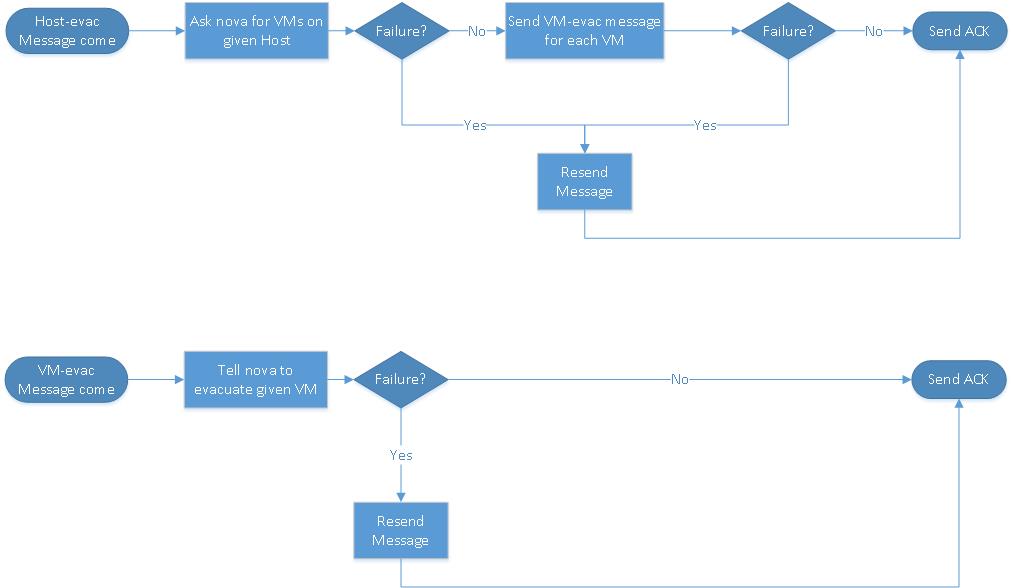 Host-evac
Message come
Ask nova for VMs on
given Host
Failure?
No
Send VM-evac message
for each VM
Failure?
No
Send ACK
Yes
Yes
Resend
Message
VM-evac
Message come
Tell nova to
evacuate given VM
Failure?
No
Send ACK
Yes
Resend
Message